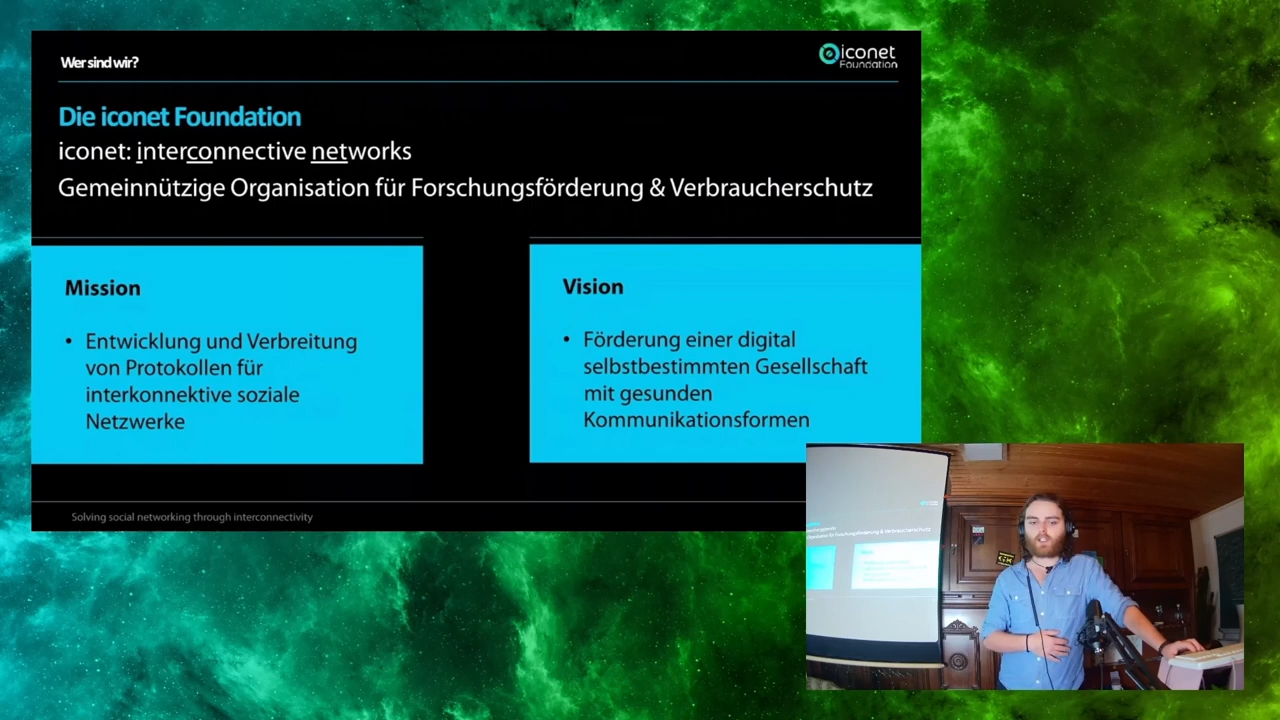 Wer sind wir?
iconet
Foundation
Die iconet Foundation
iconet: interconnective networks
Gemeinnützige Organisation für Forschungsförderung & Verbraucherschutz
Mission
• Entwicklung und Verbreitung
von Protokollen für
interkonnektive soziale
Netzwerke
Vision
• Förderung einer digital
selbstbestimmten Gesellschaft
mit gesunden
Kommunikationsformen
Solving social networking through interconnectivity